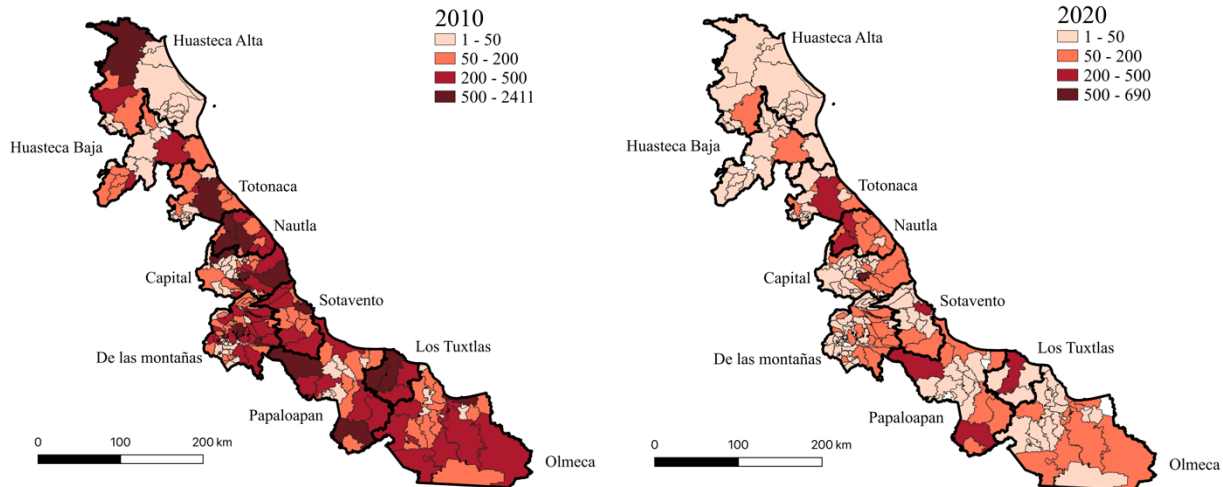 2010
1 - 50
50 - 200
200 - 500
500 - 2411
Huasteca Alta
Huasteca Baja
Totonaca
Nautla
Capital
Sotavento
De las montañas
Los Tuxtlas
Papaloapan
Olmeca
0 100 200 km
2020
1 - 50
50 - 200
200 - 500
500 - 690
Huasteca Alta
Huasteca Baja
Totonaca
Nautla
Capital
Sotavento
De las montañas
Los Tuxtlas
Papaloapan
Olmeca
0 100 200 km